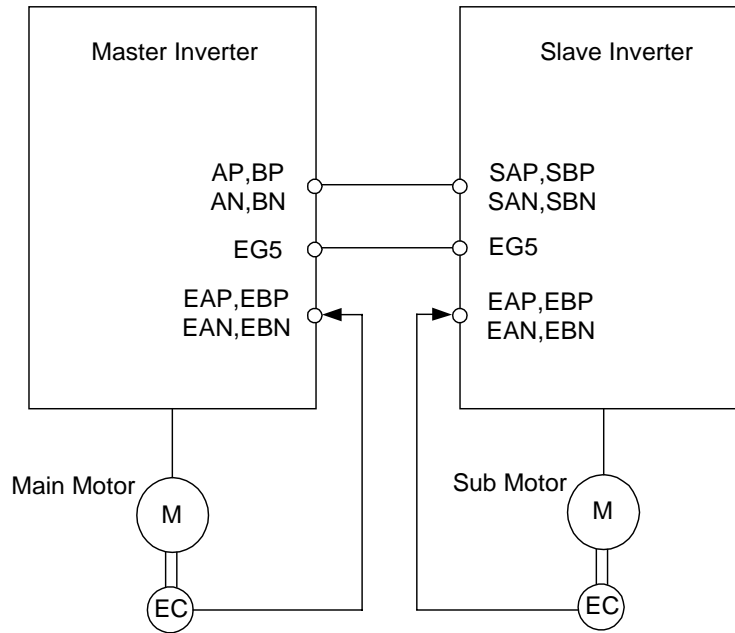 Master Inverter
AP,BP
AN,BN
EG5
EAP,EBP
EAN,EBN
Main Motor
M
EC
Slave Inverter
SAP,SBP
SAN,SBN
EG5
EAP,EBP
EAN,EBN
Sub Motor
M
EC